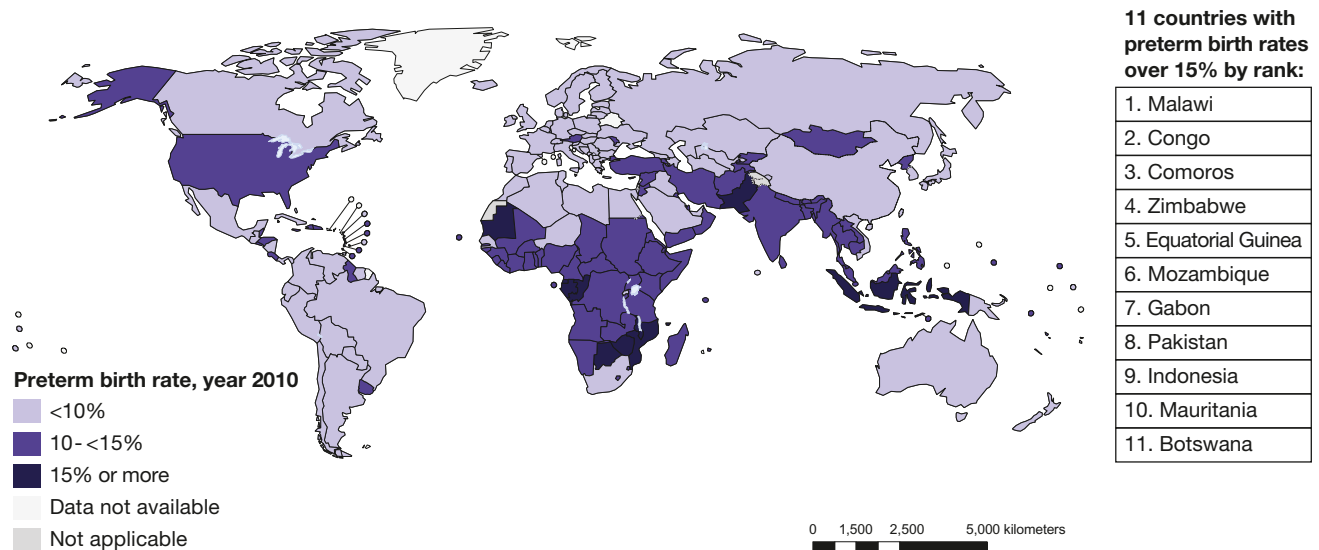 11 countries with
preterm birth rates
over 15% by rank:
1. Malawi
2. Congo
3. Comoros
4. Zimbabwe
5. Equatorial Guinea
6. Mozambique
7. Gabon
8. Pakistan
9. Indonesia
10. Mauritania
11. Botswana
Preterm birth rate, year 2010
<10%
10- <15%
15% or more
Data not available
Not applicable
0 1,500 2,500 5,000 kilometers